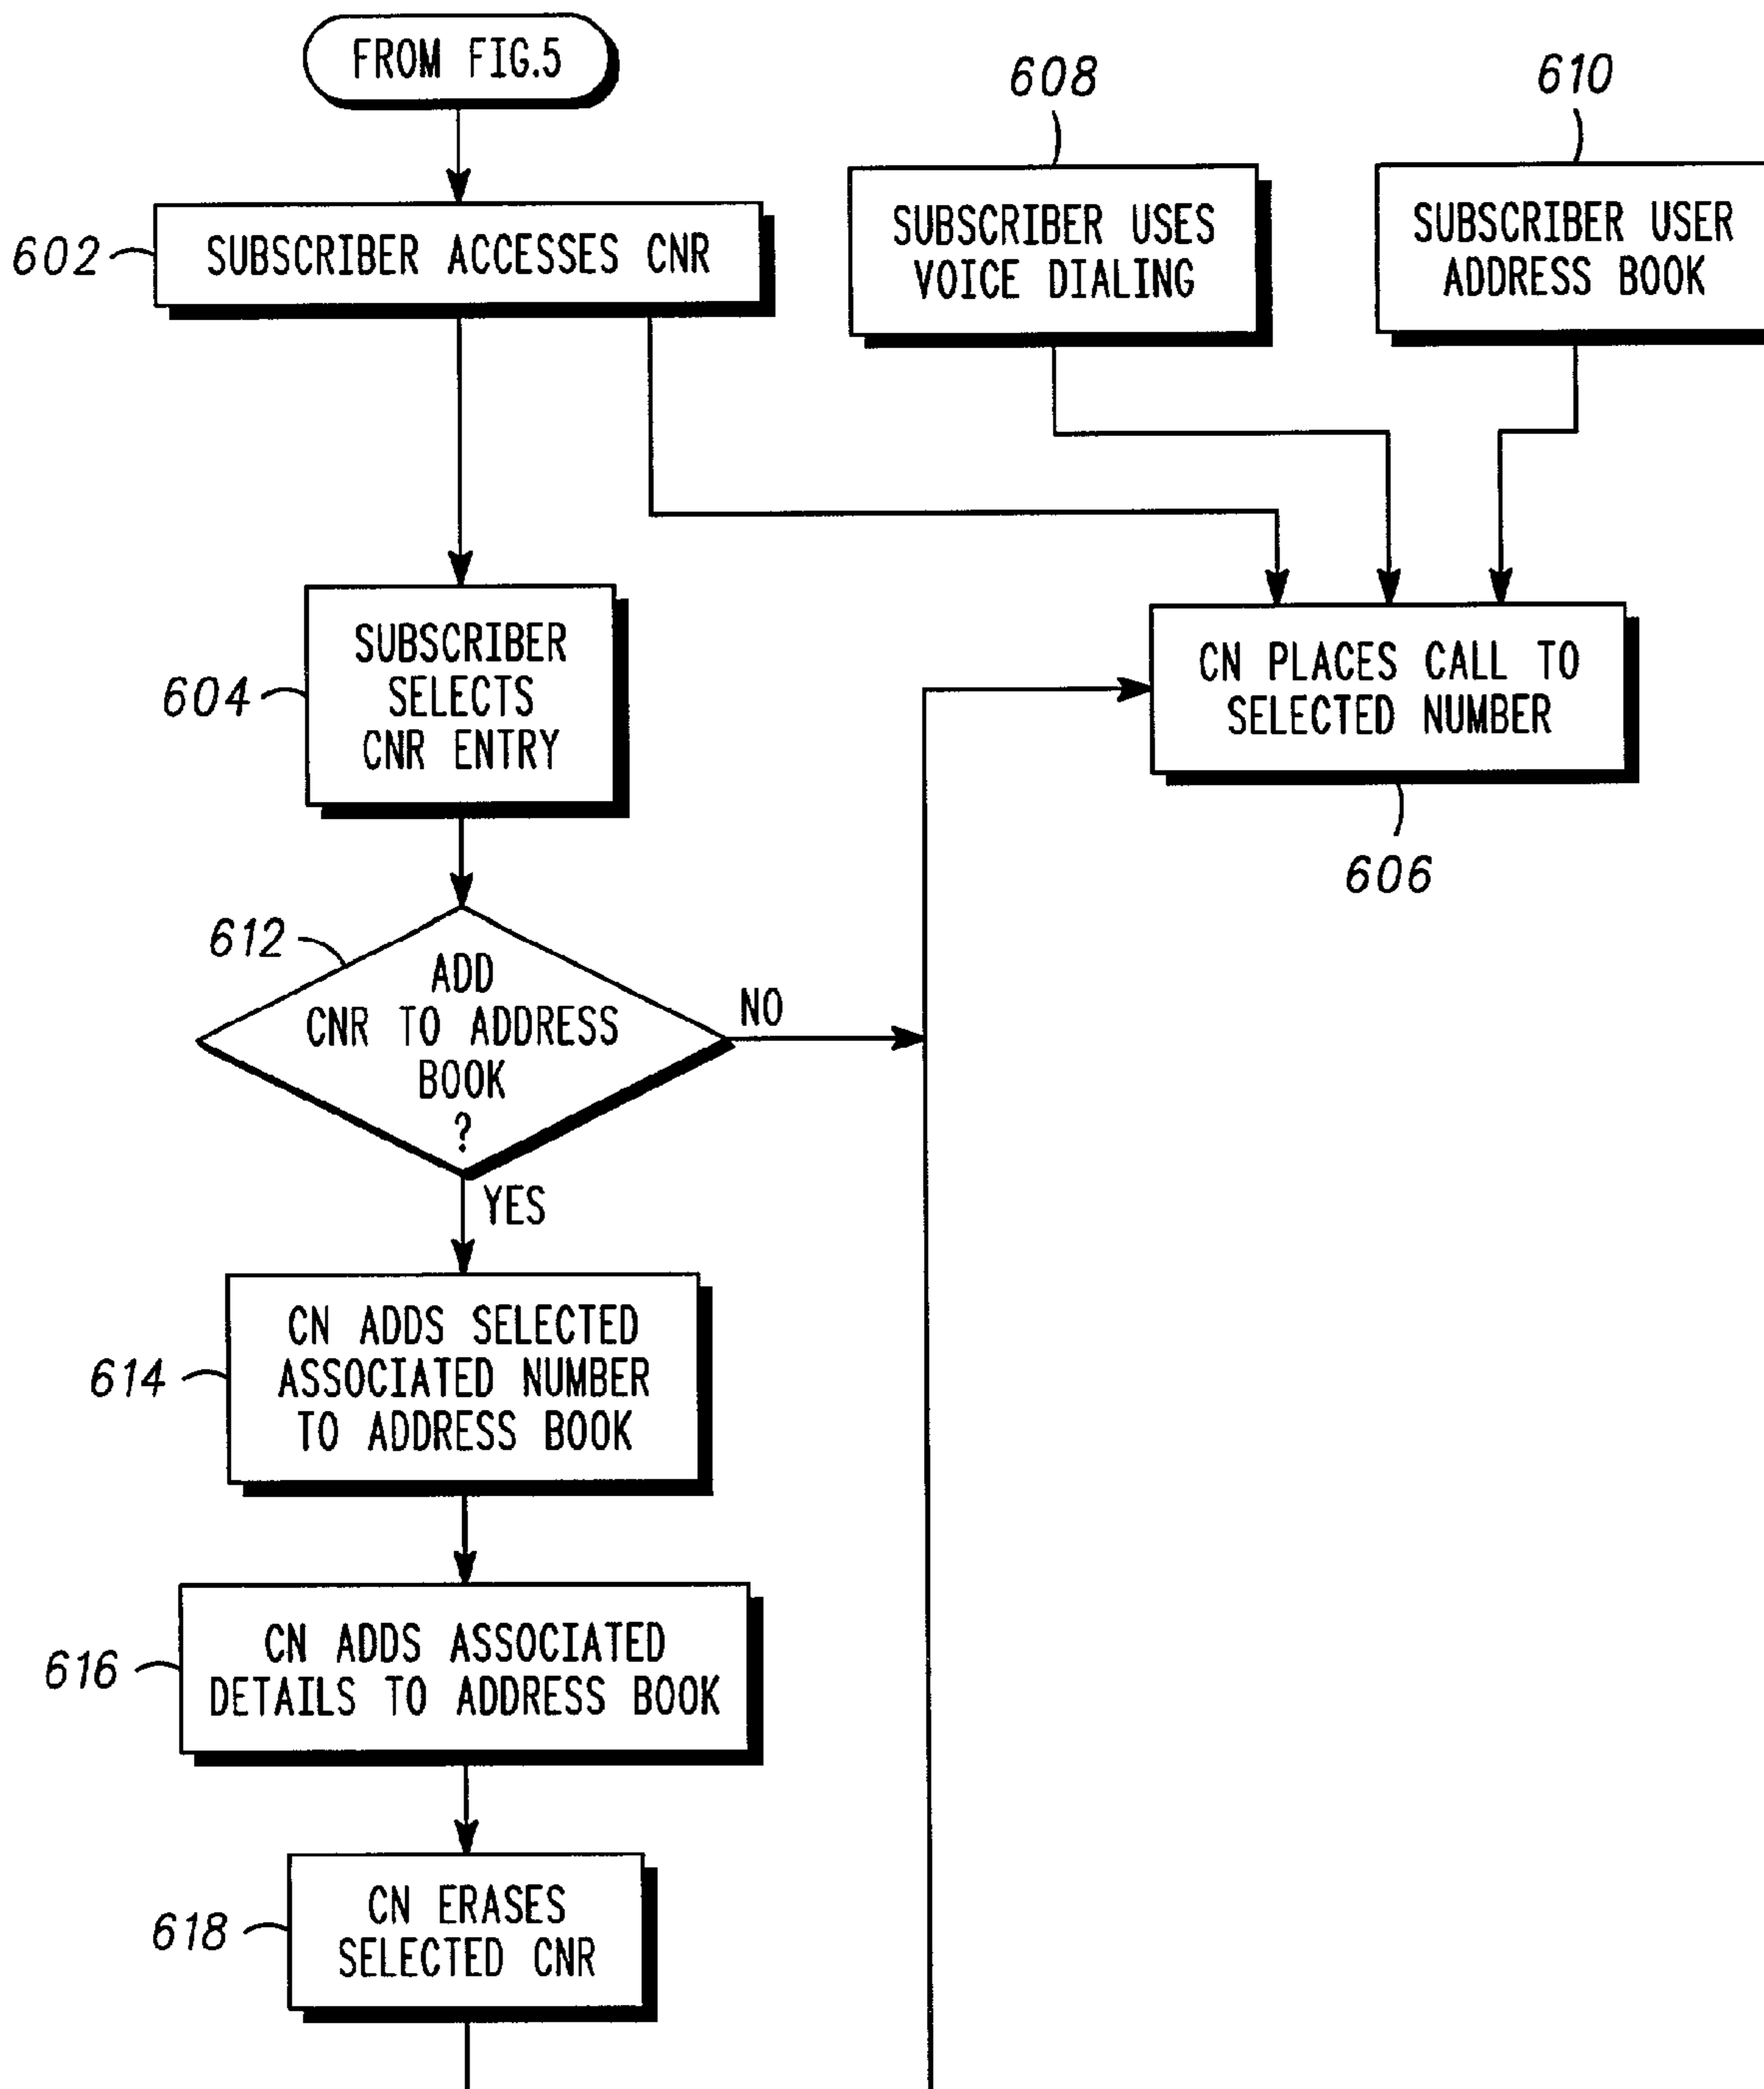 FROM FIG.5
608
610
602
SUBSCRIBER ACCESSES CNR
SUBSCRIBER USES
VOICE DIALING
SUBSCRIBER USER
ADDRESS BOOK
604
SUBSCRIBER
SELECTS
CNR ENTRY
CN PLACES CALL TO
SELECTED NUMBER
606
612
ADD
CNR TO ADDRESS
BOOK
?
NO
YES
614
CN ADDS SELECTED
ASSOCIATED NUMBER
TO ADDRESS BOOK
616
CN ADDS ASSOCIATED
DETAILS TO ADDRESS BOOK
618
CN ERASES
SELECTED CNR